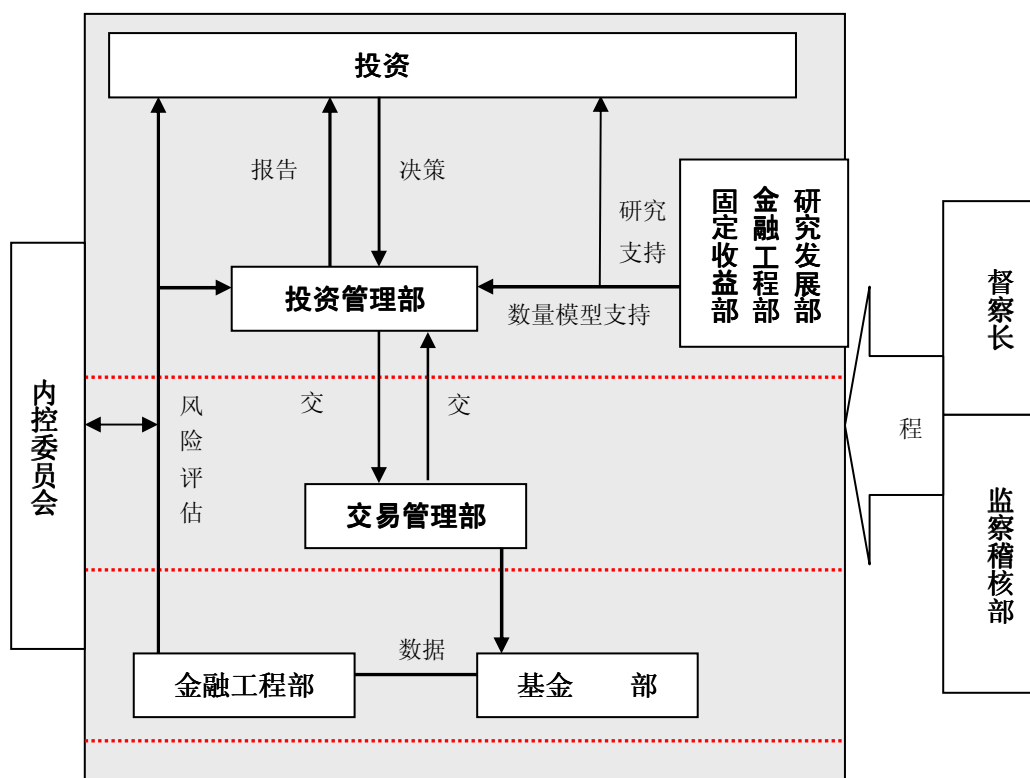 投资
报告
决策
研究
支持
固定收益部
金融工程部
研究发展部
投资管理部
数量模型支持
督察长
内控委员会
风险评估
交
交
程
交易管理部
监察稽核部
数据
金融工程部
基金 部